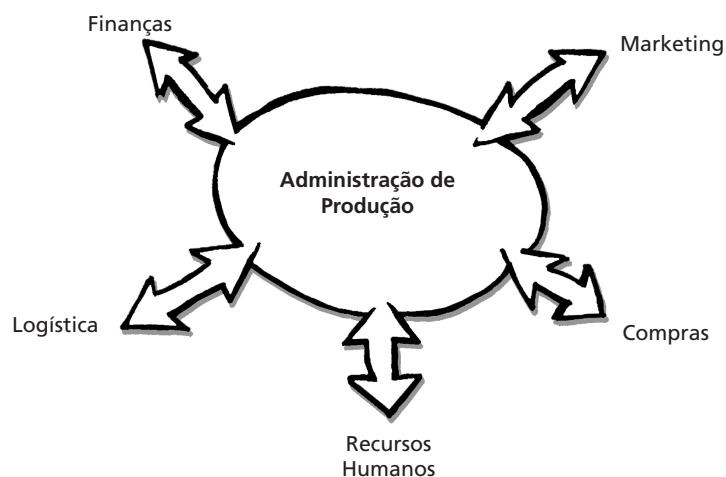 Finanças
Marketing
Administração de
Produção
Logística
Compras
Recursos
Humanos